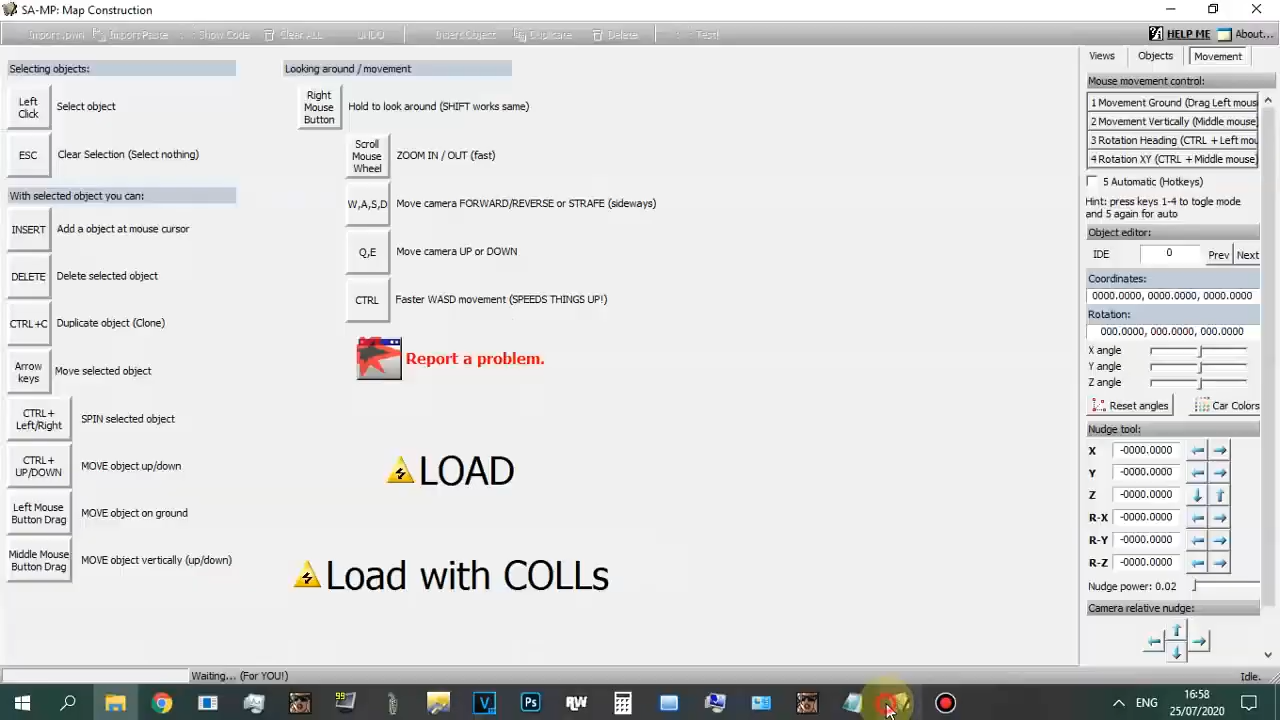 SA-MP: Map Construction
Import .pwn
Import Paste
Show Code
Clear ALL
UNDO
Insert Object
Duplicate
Delete
Test!
HELP ME
About...
Selecting objects:
Left Click
Select object
ESC
Clear Selection (Select nothing)
With selected object you can:
INSERT
Add a object at mouse cursor
DELETE
Delete selected object
CTRL+C
Duplicate object (Clone)
Arrow keys
Move selected object
CTRL + Left/Right
SPIN selected object
CTRL + UP/DOWN
MOVE object up/down
Left Mouse Button Drag
MOVE object on ground
Middle Mouse Button Drag
MOVE object vertically (up/down)
Looking around / movement
Right Mouse Button
Hold to look around (SHIFT works same)
Scroll Mouse Wheel
ZOOM IN / OUT (fast)
W,A,S,D
Move camera FORWARD/REVERSE or STRAFE (sideways)
Q,E
Move camera UP or DOWN
CTRL
Faster WASD movement (SPEEDS THINGS UP!)
Report a problem.
LOAD
Load with COLLs
Views
Objects
Movement
Mouse movement control:
1 Movement Ground (Drag Left mous
2 Movement Vertically (Middle mouse
3 Rotation Heading (CTRL + Left mou
4 Rotation XY (CTRL + Middle mouse)
5 Automatic (Hotkeys)
Hint: press keys 1-4 to togle mode
and 5 again for auto
Object editor:
IDE
0
Prev
Next
Coordinates:
0000.0000, 0000.0000, 0000.0000
Rotation:
000.0000, 000.0000, 000.0000
X angle
Y angle
Z angle
Reset angles
Car Colors
Nudge tool:
X -0000.0000
Y -0000.0000
Z -0000.0000
R-X -0000.0000
R-Y -0000.0000
R-Z -0000.0000
Nudge power: 0.02
Camera relative nudge:
Waiting... (For YOU!)
Idle.
ENG
16:58
25/07/2020